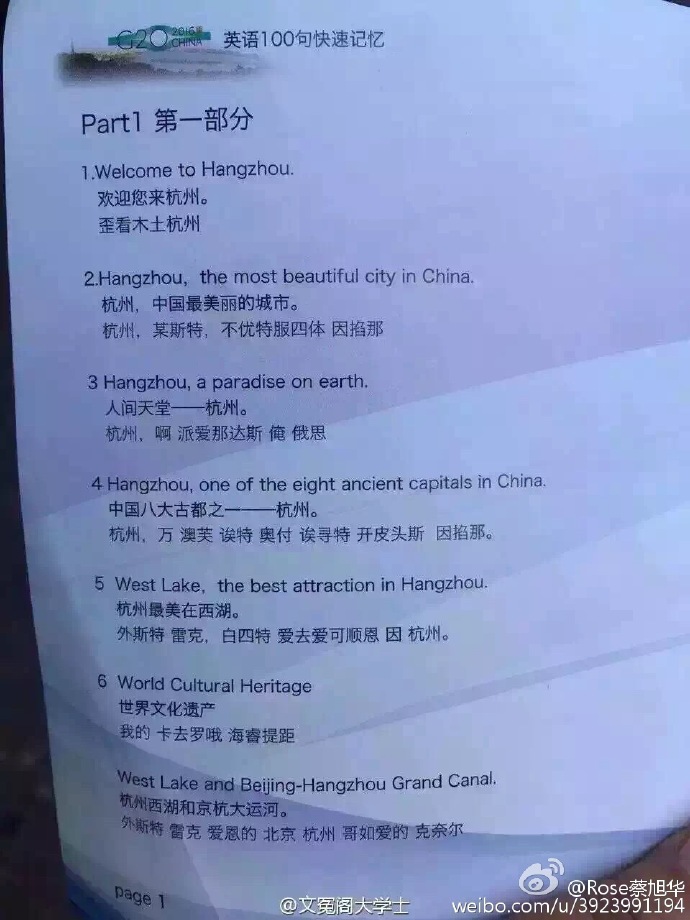 G20 2016 CHINA 英语100句快速记忆
Part1 第一部分
1.Welcome to Hangzhou.
欢迎您来杭州。
歪看木土杭州
2.Hangzhou, the most beautiful city in China.
杭州，中国最美丽的城市。
杭州，某斯特，不优特服四体 因掐那
3 Hangzhou, a paradise on earth.
人间天堂——杭州。
杭州，啊 派爱那达斯 俺 俄思
4 Hangzhou, one of the eight ancient capitals in China.
中国八大古都之一——杭州。
杭州，万 澳芙 诶特 奥付 诶寻特 开皮头斯 因掐那。
5 West Lake, the best attraction in Hangzhou.
杭州最美在西湖。
外斯特 雷克，白四特 爱去爱可顺恩 因 杭州。
6 World Cultural Heritage
世界文化遗产
我的 卡去罗哦 海睿提距
West Lake and Beijing-Hangzhou Grand Canal.
杭州西湖和京杭大运河。
外斯特 雷克 爱恩的 北京 杭州 哥如爱的 克奈尔
page 1
@文冤阁大学士
@Rose蔡旭华
weibo.com/u/3923991194